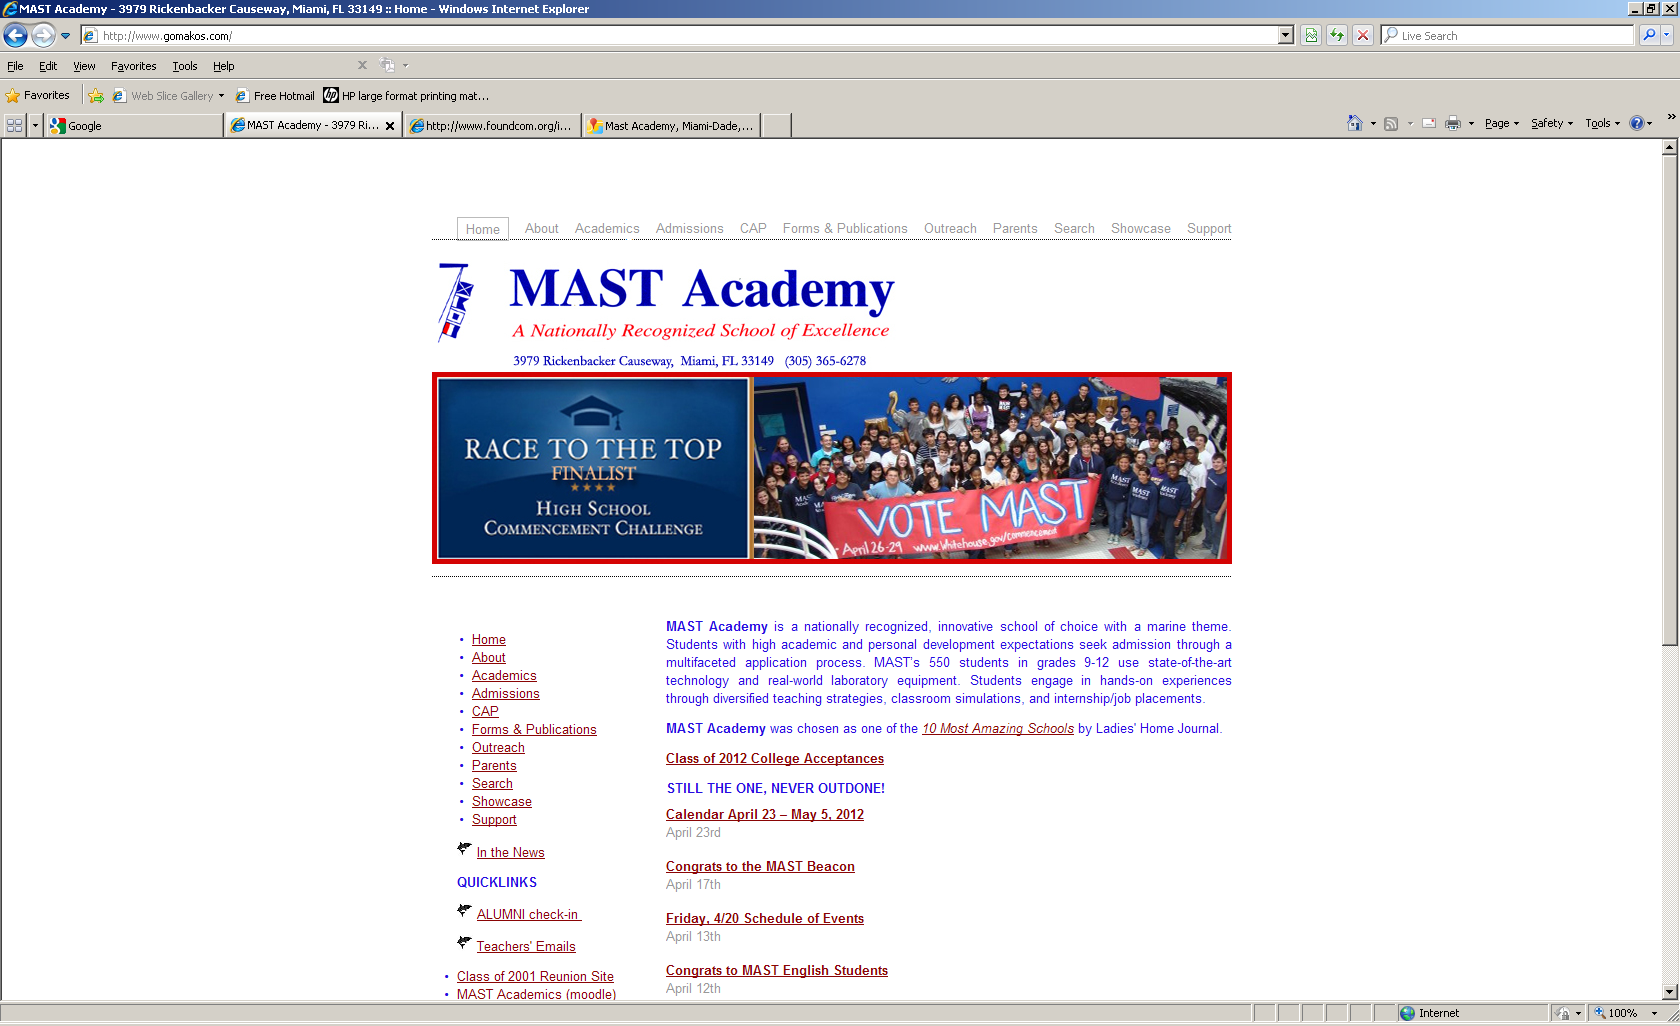 MAST Academy - 3979 Rickenbacker Causeway, Miami, FL 33149 :: Home - Windows Internet Explorer
http://www.gomakos.com/
Live Search
File Edit View Favorites Tools Help
Favorites Web Slice Gallery Free Hotmail HP large format printing mat...
Google MAST Academy - 3979 Ri... http://www.foundcom.org/i... Mast Academy, Miami-Dade,... Page Safety Tools
Home About Academics Admissions CAP Forms & Publications Outreach Parents Search Showcase Support
MAST Academy
A Nationally Recognized School of Excellence
3979 Rickenbacker Causeway, Miami, FL 33149 (305) 365-6278
RACE TO THE TOP
FINALIST
HIGH SCHOOL
COMMENCEMENT CHALLENGE
VOTE MAST
April 26-29 www.whitehouse.gov/commencement
• Home
• About
• Academics
• Admissions
• CAP
• Forms & Publications
• Outreach
• Parents
• Search
• Showcase
• Support
In the News
QUICKLINKS
ALUMNI check-in
Teachers' Emails
• Class of 2001 Reunion Site
• MAST Academics (moodle)
MAST Academy is a nationally recognized, innovative school of choice with a marine theme.
Students with high academic and personal development expectations seek admission through a
multifaceted application process. MAST's 550 students in grades 9-12 use state-of-the-art
technology and real-world laboratory equipment. Students engage in hands-on experiences
through diversified teaching strategies, classroom simulations, and internship/job placements.
MAST Academy was chosen as one of the 10 Most Amazing Schools by Ladies' Home Journal.
Class of 2012 College Acceptances
STILL THE ONE, NEVER OUTDONE!
Calendar April 23 – May 5, 2012
April 23rd
Congrats to the MAST Beacon
April 17th
Friday, 4/20 Schedule of Events
April 13th
Congrats to MAST English Students
April 12th
Internet 100%